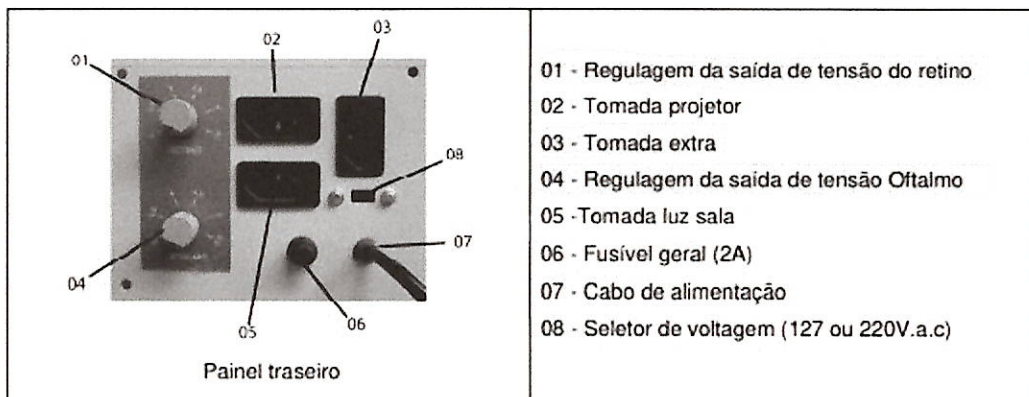 02
03
01
08
07
04
05
06
Painel traseiro
01 - Regulagem da saída de tensão do retino
02 - Tomada projetor
03 - Tomada extra
04 - Regulagem da saída de tensão Oftalmo
05 -Tomada luz sala
06 - Fusível geral (2A)
07 - Cabo de alimentação
08 - Seletor de voltagem (127 ou 220V.a.c)